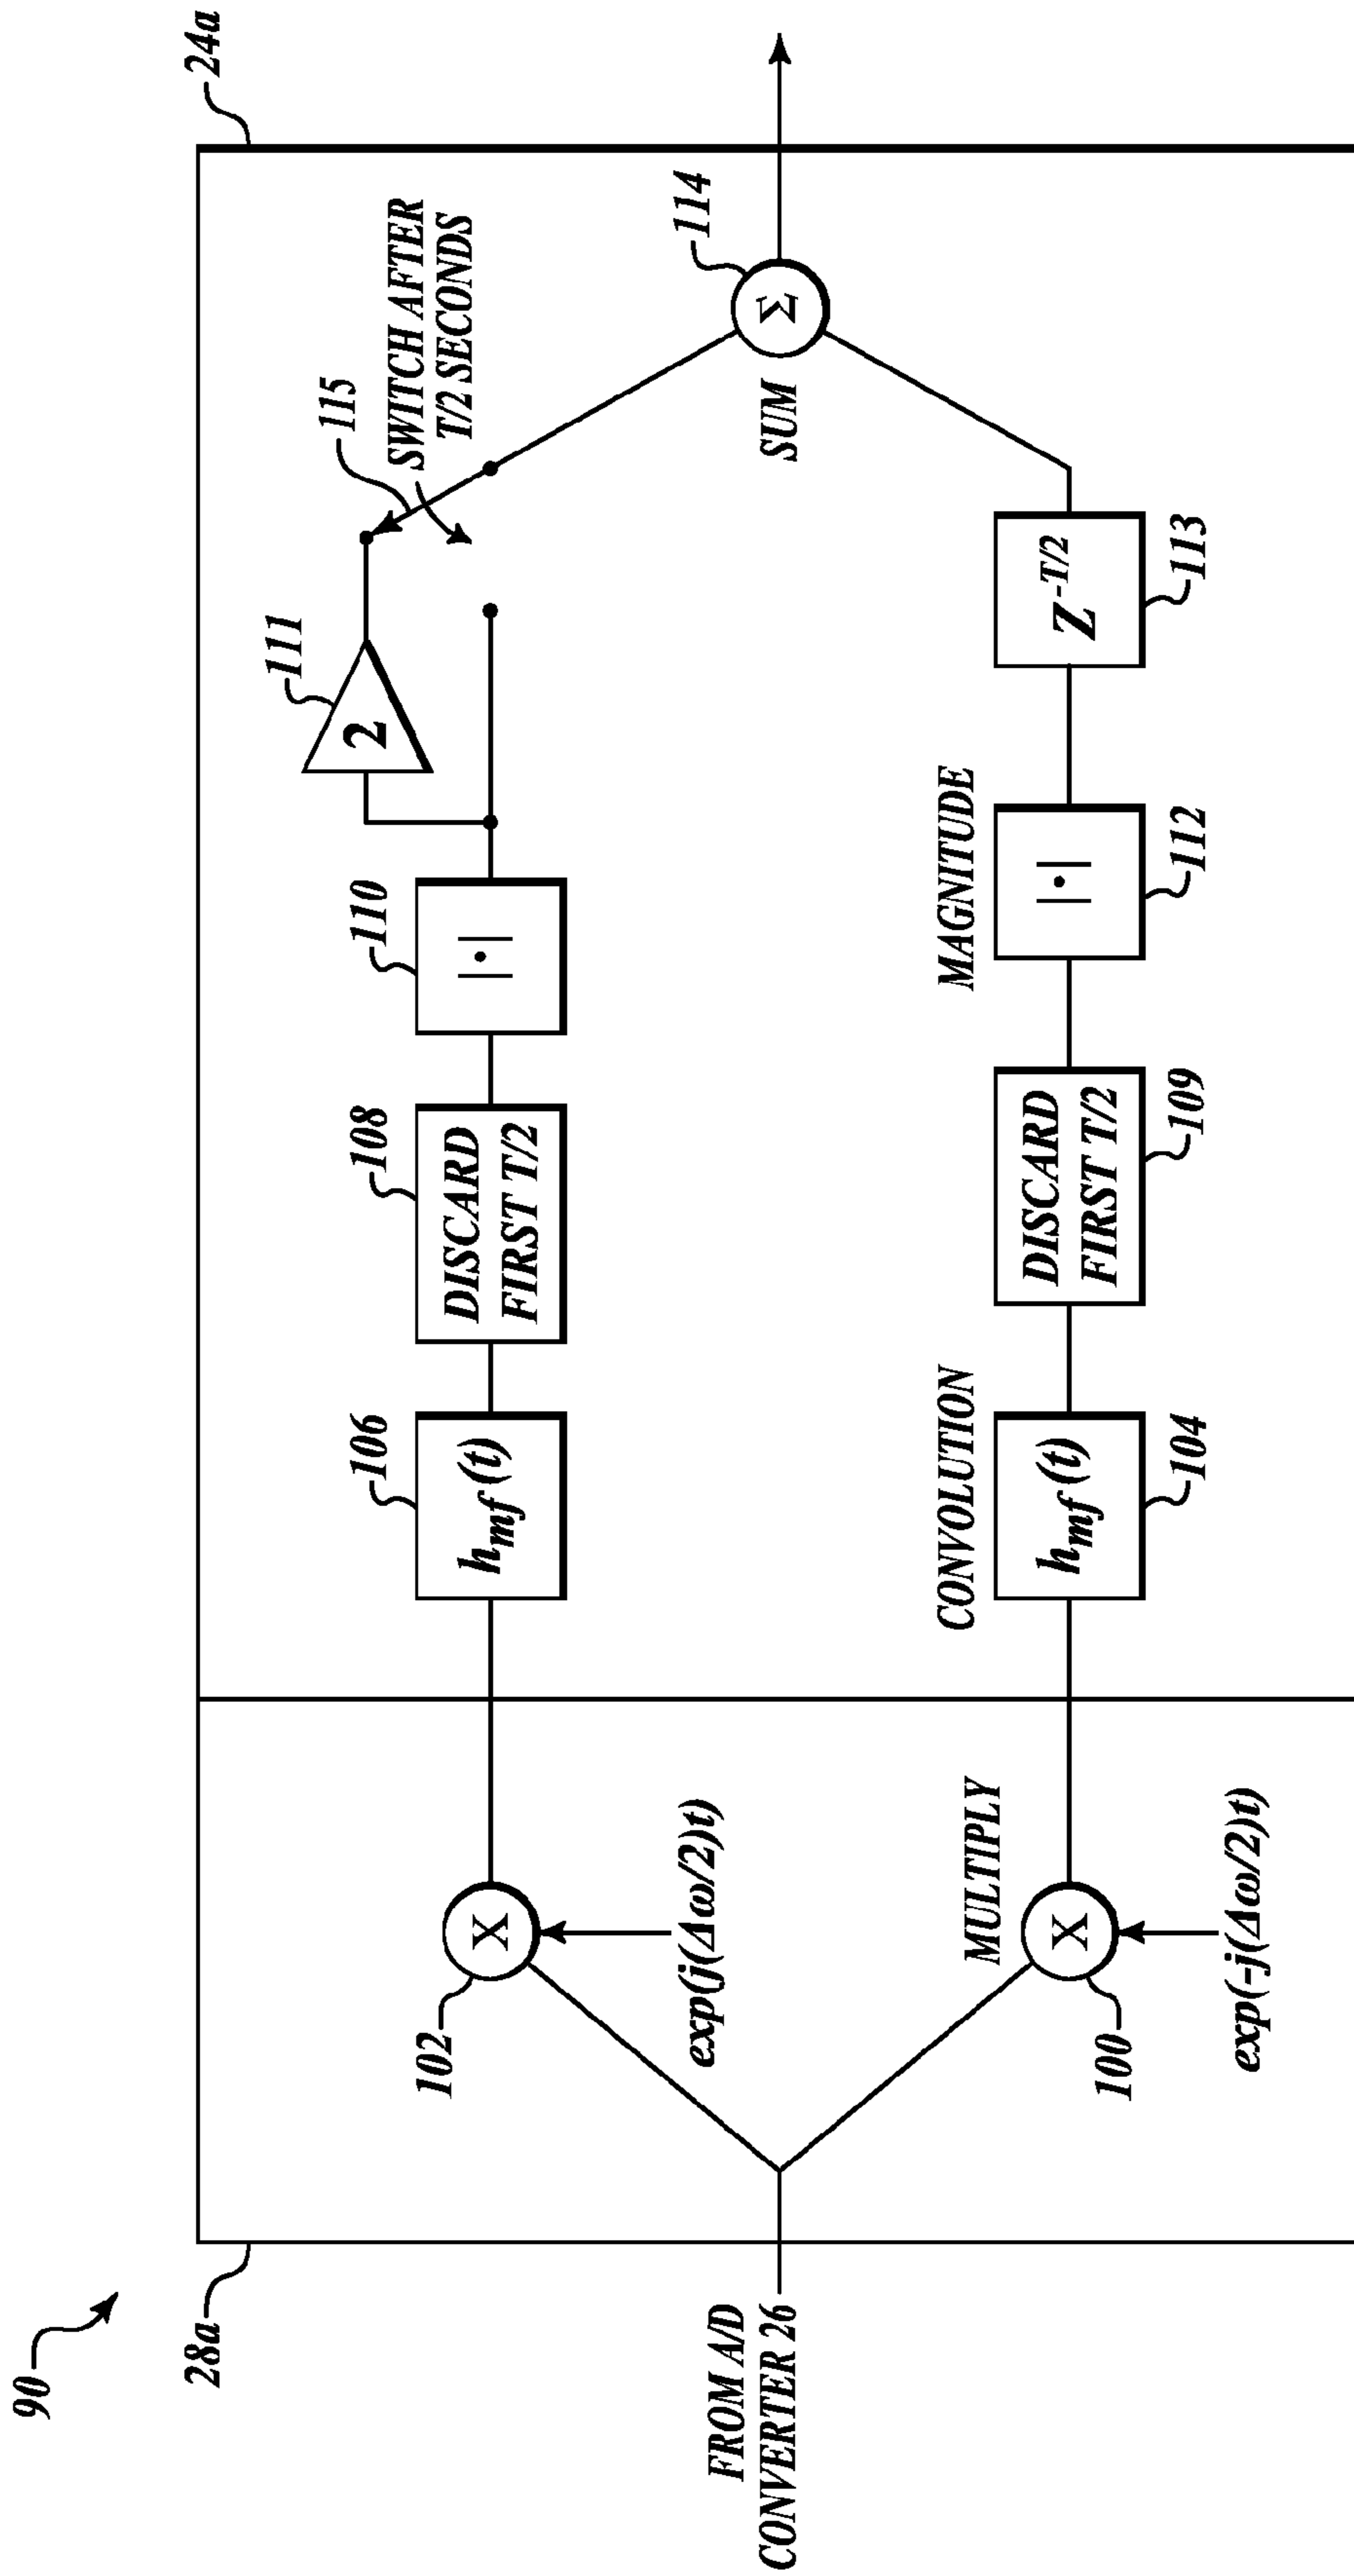 90
28a
24a
FROM A/D
CONVERTER 26
102
X
exp(j(Δω/2)t)
106
h_mf(t)
108
DISCARD
FIRST T/2
110
|•|
111
2
115
SWITCH AFTER
T/2 SECONDS
MULTIPLY
X
100
exp(-j(Δω/2)t)
CONVOLUTION
h_mf(t)
104
DISCARD
FIRST T/2
109
MAGNITUDE
|•|
112
Z^-T/2
113
SUM
Σ
114